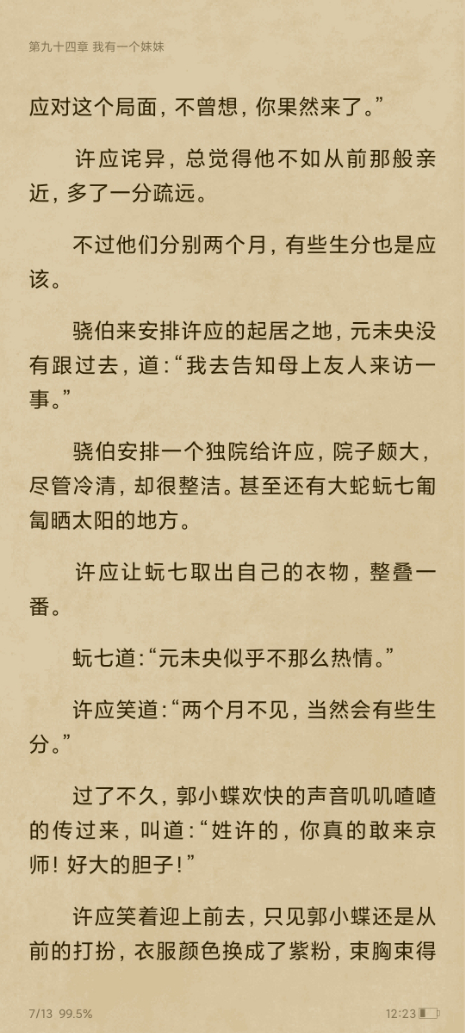 第九十四章 我有一个妹妹
应对这个局面，不曾想，你果然来了。”
许应诧异，总觉得他不如从前那般亲
近，多了一分疏远。
不过他们分别两个月，有些生分也是应
该。
骁伯来安排许应的起居之地，元未央没
有跟过去，道：“我去告知母上友人来访一
事。”
骁伯安排一个独院给许应，院子颇大，
尽管冷清，却很整洁。甚至还有大蛇蚖七匍
匐晒太阳的地方。
许应让蚖七取出自己的衣物，整叠一
番。
蚖七道：“元未央似乎不那么热情。”
许应笑道：“两个月不见，当然会有些生
分。”
过了不久，郭小蝶欢快的声音叽叽喳喳
的传过来，叫道：“姓许的，你真的敢来京
师！好大的胆子！”
许应笑着迎上前去，只见郭小蝶还是从
前的打扮，衣服颜色换成了紫粉，束胸束得
7/13 99.5%
12:23